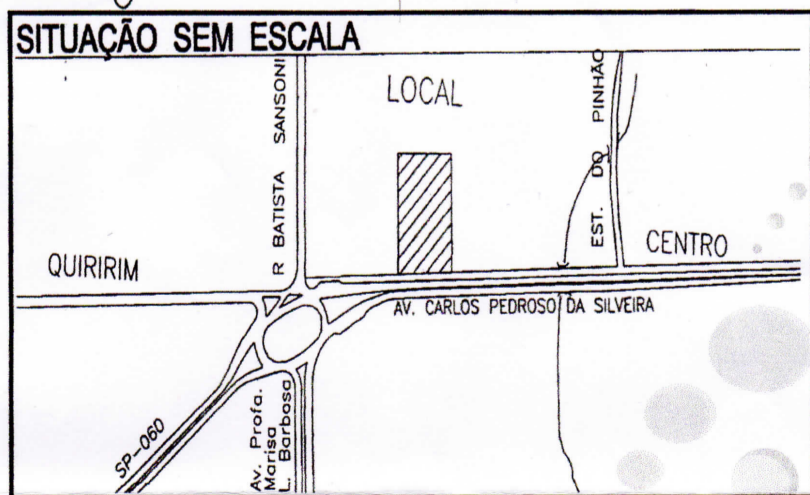 SITUAÇÃO SEM ESCALA
R BATISTA SANSONI
LOCAL
EST. DO PINHÃO
QUIRIRIM
CENTRO
AV. CARLOS PEDROSO DA SILVEIRA
SP-060
Av. Profa.
Marisa
L. Barbosa